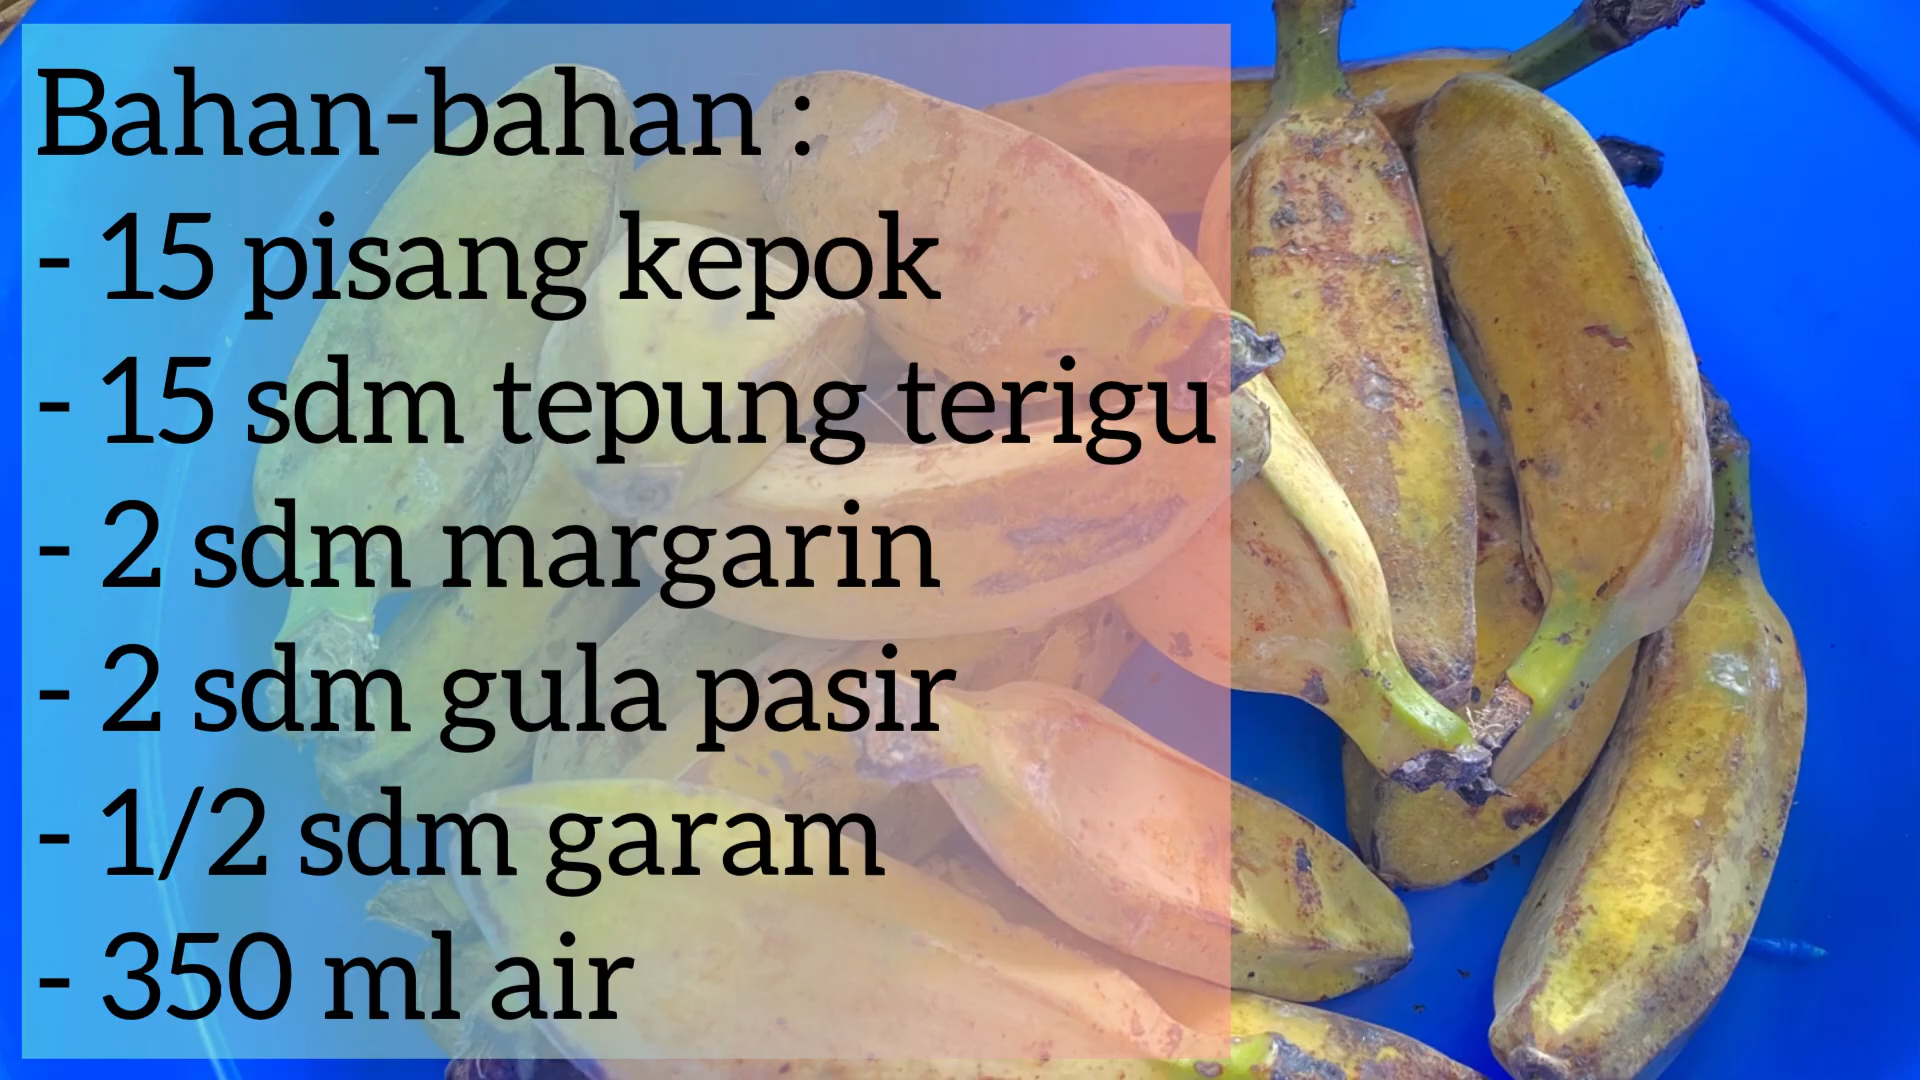 Bahan-bahan :
- 15 pisang kepok
- 15 sdm tepung terigu
- 2 sdm margarin
- 2 sdm gula pasir
- 1/2 sdm garam
- 350 ml air